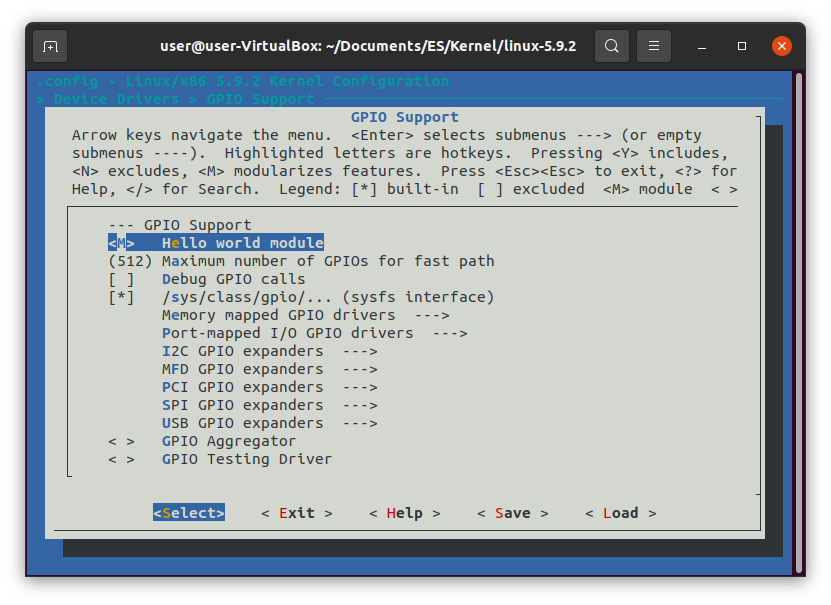 user@user-VirtualBox: ~/Documents/ES/Kernel/linux-5.9.2
.config - Linux/x86 5.9.2 Kernel Configuration
> Device Drivers > GPIO Support
GPIO Support
Arrow keys navigate the menu.  <Enter> selects submenus ---> (or empty
submenus ----).  Highlighted letters are hotkeys.  Pressing <Y> includes,
<N> excludes, <M> modularizes features.  Press <Esc><Esc> to exit, <?> for
Help, </> for Search.  Legend: [*] built-in  [ ] excluded  <M> module  < >
--- GPIO Support
<M>   Hello world module
(512) Maximum number of GPIOs for fast path
[ ]   Debug GPIO calls
[*]   /sys/class/gpio/... (sysfs interface)
Memory mapped GPIO drivers  --->
Port-mapped I/O GPIO drivers  --->
I2C GPIO expanders  --->
MFD GPIO expanders  --->
PCI GPIO expanders  --->
SPI GPIO expanders  --->
USB GPIO expanders  --->
< >   GPIO Aggregator
< >   GPIO Testing Driver
<Select>    < Exit >    < Help >    < Save >    < Load >